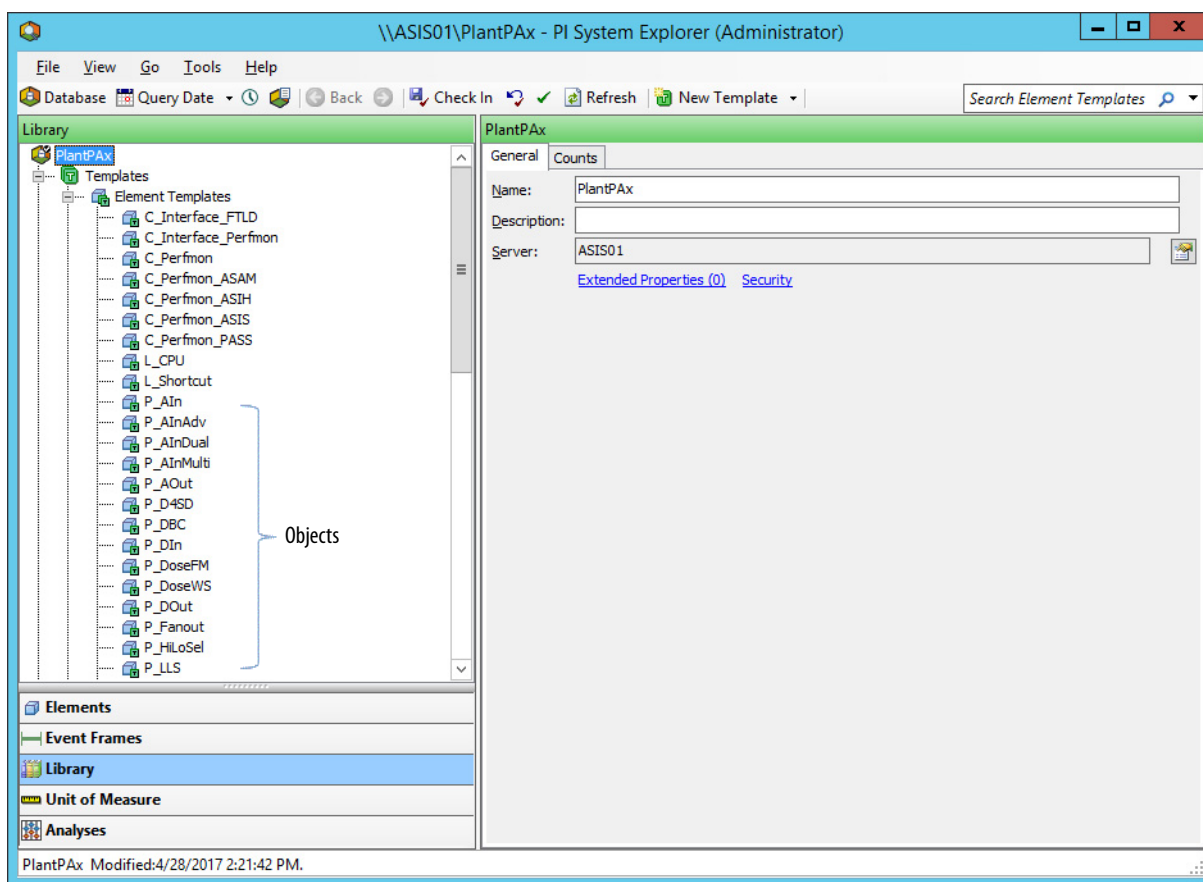 \\ASIS01\PlantPAx - PI System Explorer (Administrator)
File View Go Tools Help
Database Query Date Back Check In Refresh New Template Search Element Templates
Library
PlantPAx
Templates
Element Templates
C_Interface_FTLD
C_Interface_Perfmon
C_Perfmon
C_Perfmon_ASAM
C_Perfmon_ASIH
C_Perfmon_ASIS
C_Perfmon_PASS
L_CPU
L_Shortcut
P_AIn
P_AInAdv
P_AInDual
P_AInMulti
P_AOut
P_D4SD
P_DBC
P_DIn
P_DoseFM
P_DoseWS
P_DOut
P_Fanout
P_HiLoSel
P_LLS
Objects
Elements
Event Frames
Library
Unit of Measure
Analyses
PlantPAx
General Counts
Name: PlantPAx
Description:
Server: ASIS01
Extended Properties (0) Security
PlantPAx Modified:4/28/2017 2:21:42 PM.